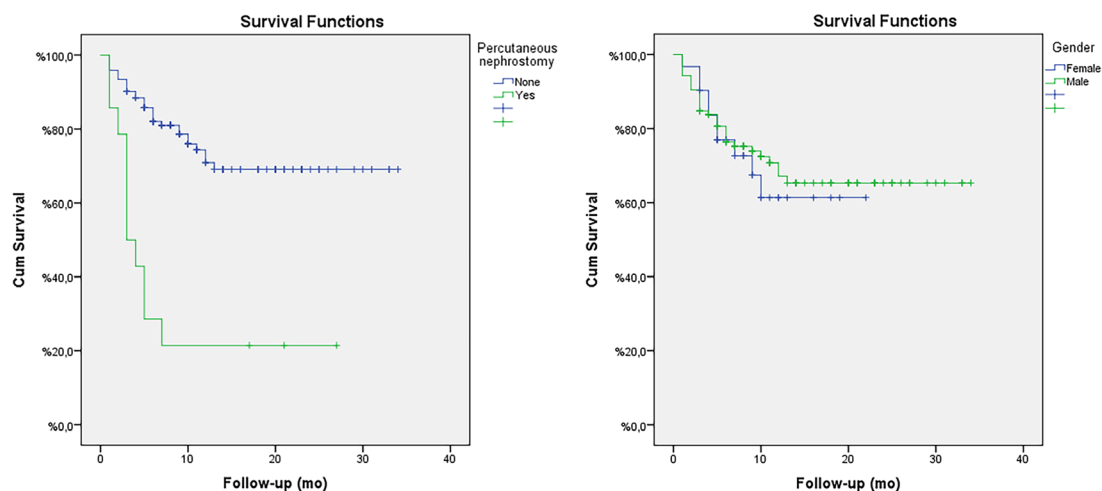 Survival Functions
Percutaneous
nephrostomy
None
Yes
%100,0
%80,0
%60,0
%40,0
%20,0
%0,0
Cum Survival
0 10 20 30 40
Follow-up (mo)
Survival Functions
Gender
Female
Male
%100,0
%80,0
%60,0
%40,0
%20,0
%0,0
Cum Survival
0 10 20 30 40
Follow-up (mo)